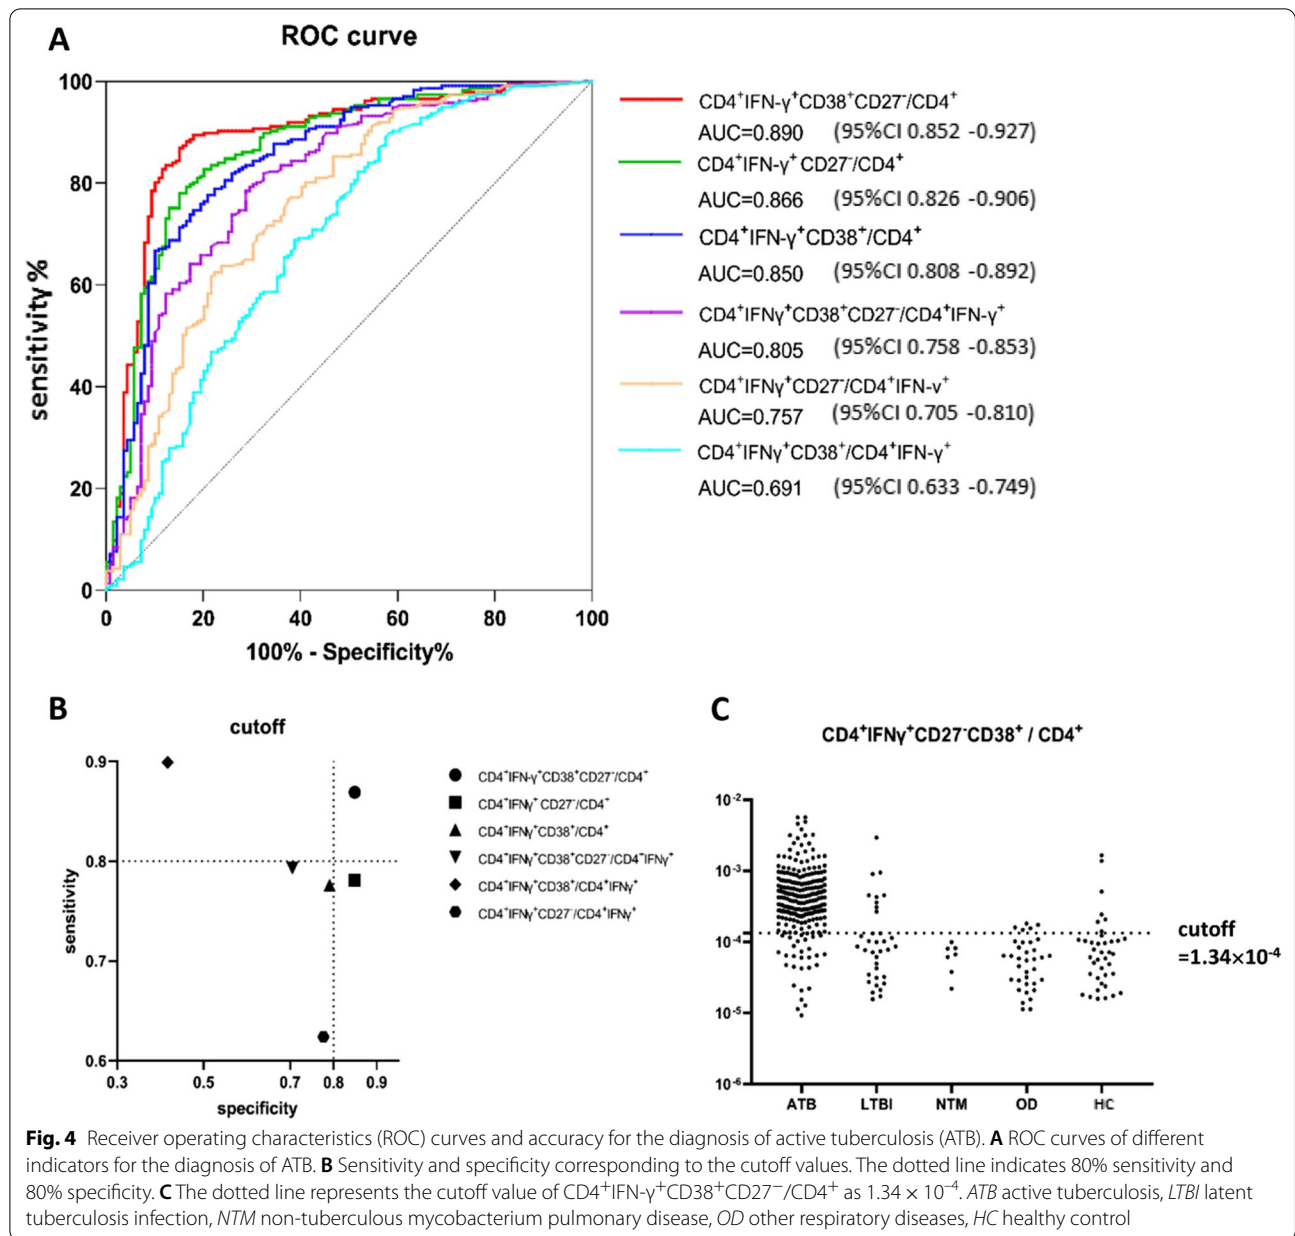 A
ROC curve
100
80
60
40
20
0
sensitivity %
0 20 40 60 80 100
100% - Specificity%
CD4⁺IFN-γ⁺CD38⁺CD27⁻/CD4⁺
AUC=0.890 (95%CI 0.852 -0.927)
CD4⁺IFN-γ⁺ CD27⁻/CD4⁺
AUC=0.866 (95%CI 0.826 -0.906)
CD4⁺IFN-γ⁺CD38⁺/CD4⁺
AUC=0.850 (95%CI 0.808 -0.892)
CD4⁺IFNγ⁺CD38⁺CD27⁻/CD4⁺IFN-γ⁺
AUC=0.805 (95%CI 0.758 -0.853)
CD4⁺IFNγ⁺CD27⁻/CD4⁺IFN-v⁺
AUC=0.757 (95%CI 0.705 -0.810)
CD4⁺IFNγ⁺CD38⁺/CD4⁺IFN-γ⁺
AUC=0.691 (95%CI 0.633 -0.749)
B
cutoff
0.9
0.8
0.7
0.6
sensitivity
0.3 0.5 0.7 0.8 0.9
specificity
CD4⁺IFN-γ⁺CD38⁺CD27⁻/CD4⁺
CD4⁺IFNγ⁺ CD27⁻/CD4⁺
CD4⁺IFNγ⁺CD38⁺/CD4⁺
CD4⁺IFNγ⁺CD38⁺CD27⁻/CD4⁺IFNγ⁺
CD4⁺IFNγ⁺CD38⁺/CD4⁺IFNγ⁺
CD4⁺IFNγ⁺CD27⁻/CD4⁺IFNγ⁺
C
CD4⁺IFNγ⁺CD27⁻CD38⁺ / CD4⁺
10⁻²
10⁻³
10⁻⁴
10⁻⁵
10⁻⁶
ATB LTBI NTM OD HC
cutoff
=1.34×10⁻⁴
Fig. 4 Receiver operating characteristics (ROC) curves and accuracy for the diagnosis of active tuberculosis (ATB). A ROC curves of different
indicators for the diagnosis of ATB. B Sensitivity and specificity corresponding to the cutoff values. The dotted line indicates 80% sensitivity and
80% specificity. C The dotted line represents the cutoff value of CD4⁺IFN-γ⁺CD38⁺CD27⁻/CD4⁺ as 1.34 × 10⁻⁴. ATB active tuberculosis, LTBI latent
tuberculosis infection, NTM non-tuberculous mycobacterium pulmonary disease, OD other respiratory diseases, HC healthy control